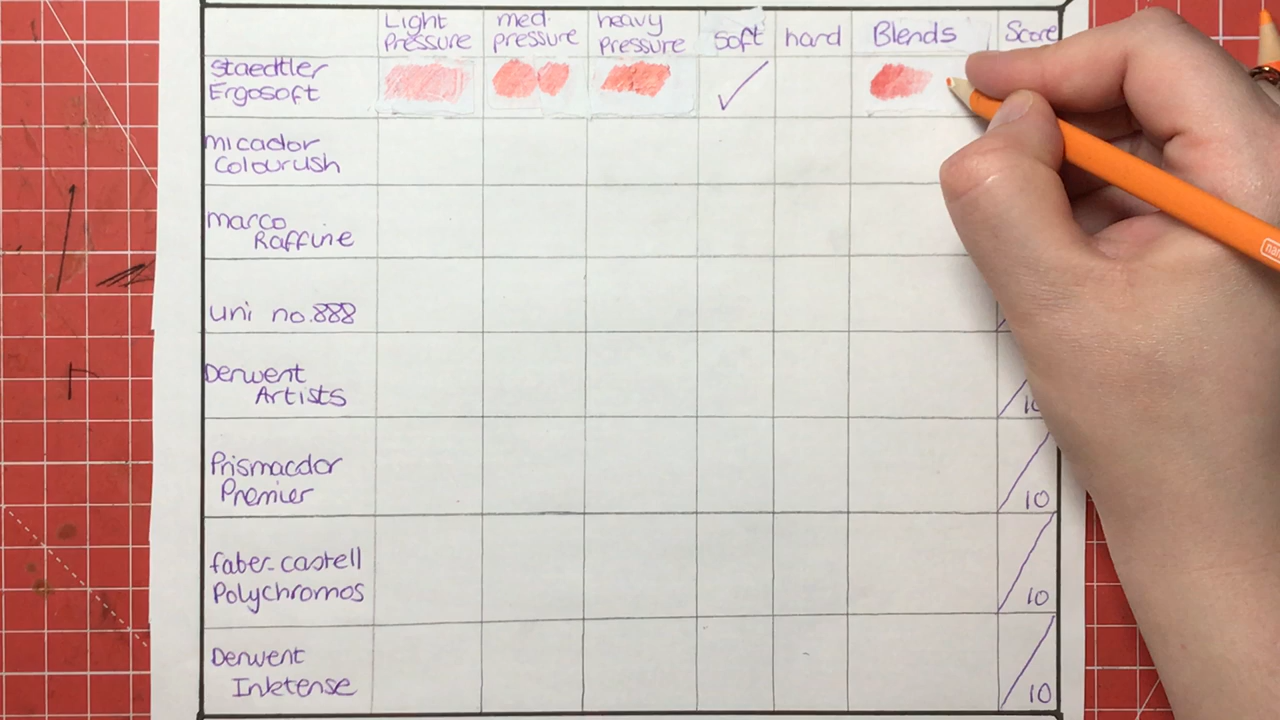 Light
Pressure
med.
pressure
heavy
Pressure
Soft
hard
Blends
Score
Staedtler
Ergosoft
micador
Colourush
marco
Raffine
uni no.888
Derwent
Artists
10
Prismacolor
Premier
10
faber-castell
Polychromos
10
Derwent
Inktense
10